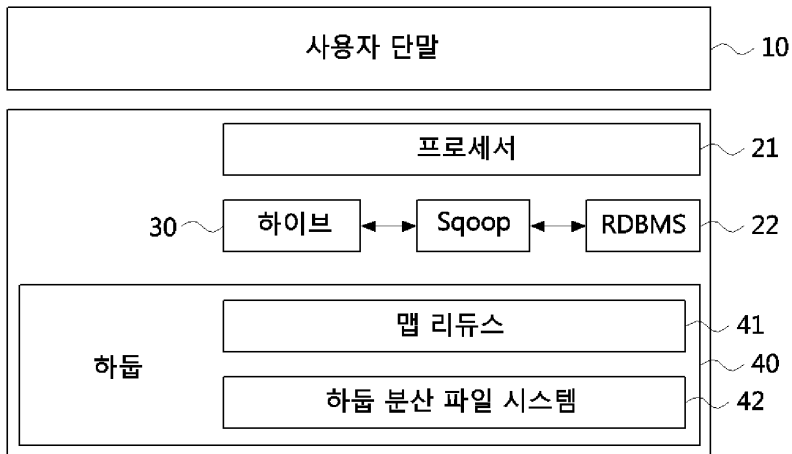 사용자 단말
10
프로세서
21
30
하이브
Sqoop
RDBMS
22
맵 리듀스
41
하둡
40
하둡 분산 파일 시스템
42